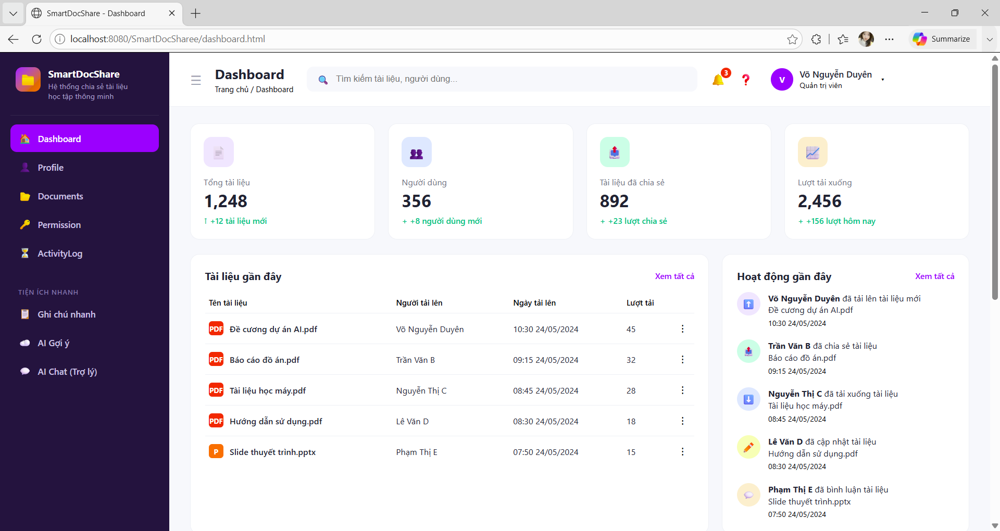 SmartDocShare - Dashboard
localhost:8080/SmartDocSharee/dashboard.html
Summarize
SmartDocShare
Hệ thống chia sẻ tài liệu
học tập thông minh
Dashboard
Profile
Documents
Permission
ActivityLog
TIỆN ÍCH NHANH
Ghi chú nhanh
AI Gợi ý
AI Chat (Trợ lý)
Dashboard
Trang chủ / Dashboard
Tìm kiếm tài liệu, người dùng...
3
V
Võ Nguyễn Duyên
Quản trị viên
Tổng tài liệu
1,248
↑ +12 tài liệu mới
Người dùng
356
+ +8 người dùng mới
Tài liệu đã chia sẻ
892
+ +23 lượt chia sẻ
Lượt tải xuống
2,456
+ +156 lượt hôm nay
Tài liệu gần đây
Xem tất cả
Tên tài liệu Người tải lên Ngày tải lên Lượt tải
PDF Đề cương dự án AI.pdf Võ Nguyễn Duyên 10:30 24/05/2024 45
PDF Báo cáo đồ án.pdf Trần Văn B 09:15 24/05/2024 32
PDF Tài liệu học máy.pdf Nguyễn Thị C 08:45 24/05/2024 28
PDF Hướng dẫn sử dụng.pdf Lê Văn D 08:30 24/05/2024 18
P Slide thuyết trình.pptx Phạm Thị E 07:50 24/05/2024 15
Hoạt động gần đây
Xem tất cả
Võ Nguyễn Duyên đã tải lên tài liệu mới
Đề cương dự án AI.pdf
10:30 24/05/2024
Trần Văn B đã chia sẻ tài liệu
Báo cáo đồ án.pdf
09:15 24/05/2024
Nguyễn Thị C đã tải xuống tài liệu
Tài liệu học máy.pdf
08:45 24/05/2024
Lê Văn D đã cập nhật tài liệu
Hướng dẫn sử dụng.pdf
08:30 24/05/2024
Phạm Thị E đã bình luận tài liệu
Slide thuyết trình.pptx
07:50 24/05/2024